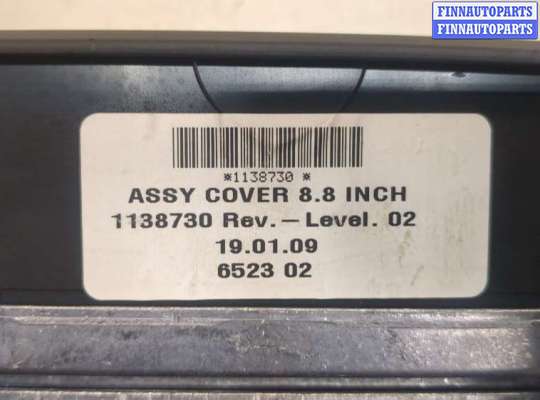 FINNAUTOPARTS
FINNAUTOPARTS
*1138730 *
ASSY COVER 8.8 INCH
1138730 Rev. – Level. 02
19.01.09
6523 02